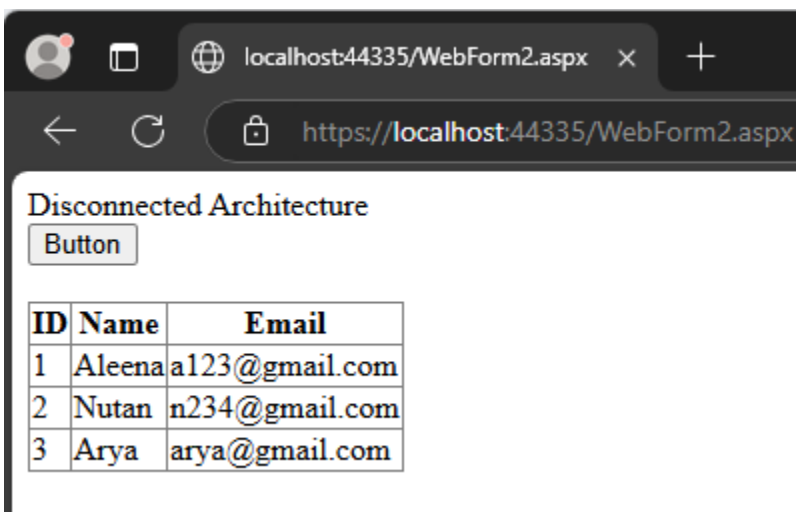 localhost:44335/WebForm2.aspx
https://localhost:44335/WebForm2.aspx
Disconnected Architecture
Button
ID Name Email
1 Aleena a123@gmail.com
2 Nutan n234@gmail.com
3 Arya arya@gmail.com